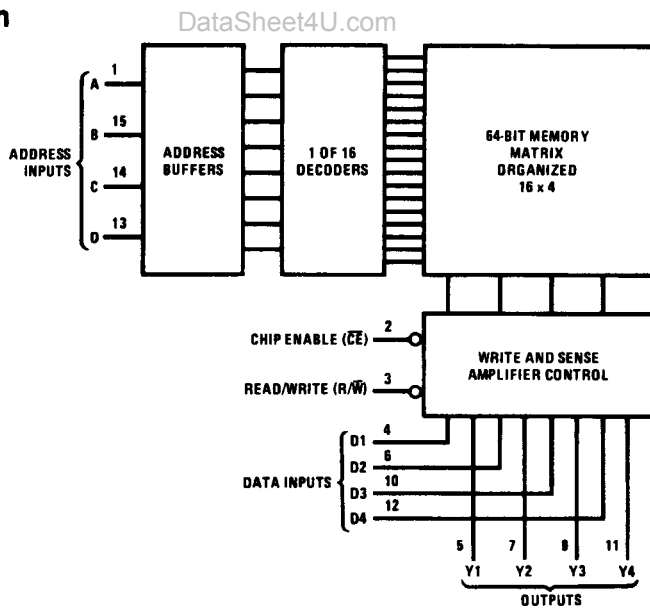 n
DataSheet4U.com
ADDRESS INPUTS
A 1
B 15
C 14
D 13
ADDRESS BUFFERS
1 OF 16 DECODERS
64-BIT MEMORY MATRIX ORGANIZED 16 x 4
CHIP ENABLE (C̅E̅) 2
READ/WRITE (R/W̅) 3
WRITE AND SENSE AMPLIFIER CONTROL
DATA INPUTS
D1 4
D2 6
D3 10
D4 12
5 7 9 11
Y1 Y2 Y3 Y4
OUTPUTS